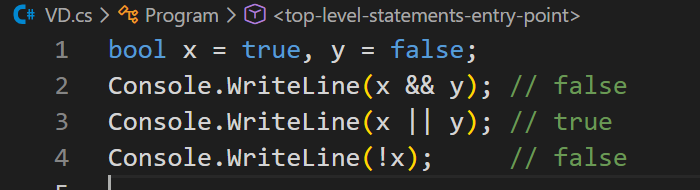 C# VD.cs > Program > <top-level-statements-entry-point>
1 bool x = true, y = false;
2 Console.WriteLine(x && y); // false
3 Console.WriteLine(x || y); // true
4 Console.WriteLine(!x);     // false
5